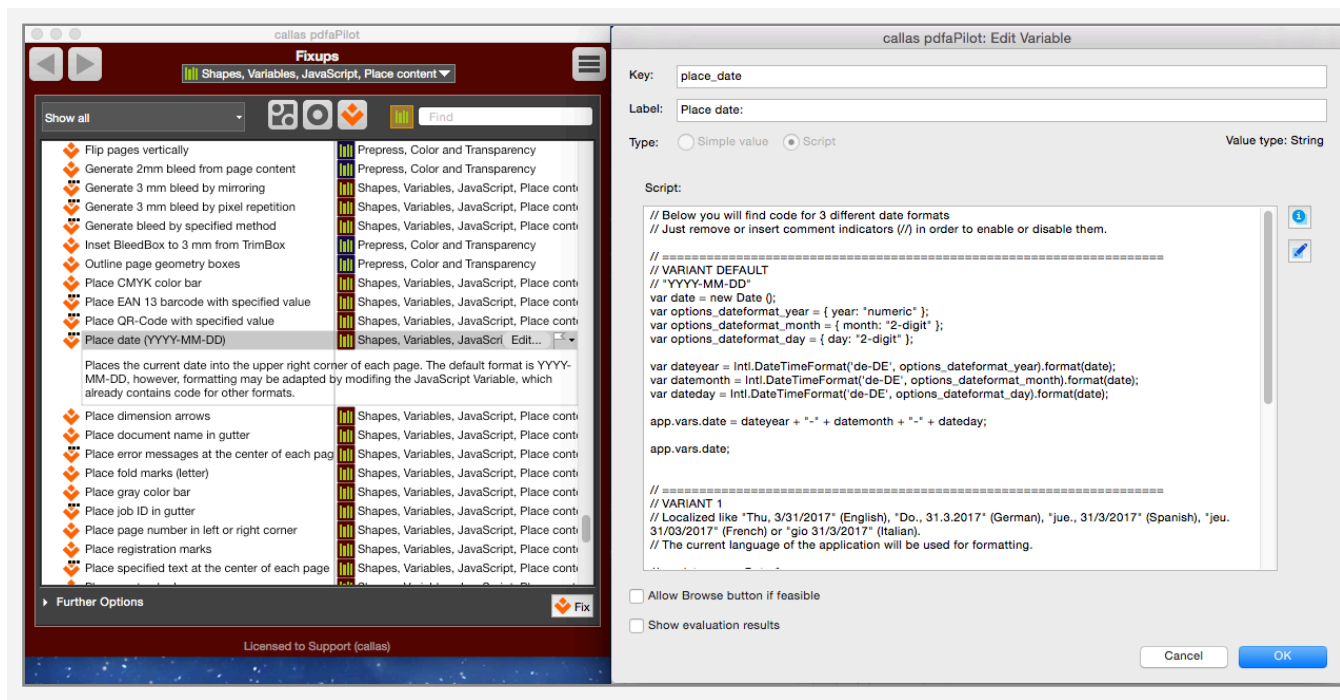 callas pdfaPilot
Fixups
Shapes, Variables, JavaScript, Place content
Show all
Find
Flip pages vertically Prepress, Color and Transparency
Generate 2mm bleed from page content Prepress, Color and Transparency
Generate 3 mm bleed by mirroring Shapes, Variables, JavaScript, Place conte
Generate 3 mm bleed by pixel repetition Shapes, Variables, JavaScript, Place conte
Generate bleed by specified method Shapes, Variables, JavaScript, Place conte
Inset BleedBox to 3 mm from TrimBox Prepress, Color and Transparency
Outline page geometry boxes Prepress, Color and Transparency
Place CMYK color bar Shapes, Variables, JavaScript, Place conte
Place EAN 13 barcode with specified value Shapes, Variables, JavaScript, Place conte
Place QR-Code with specified value Shapes, Variables, JavaScript, Place conte
Place date (YYYY-MM-DD) Shapes, Variables, JavaScri Edit...
Places the current date into the upper right corner of each page. The default format is YYYY-
MM-DD, however, formatting may be adapted by modifing the JavaScript Variable, which
already contains code for other formats.
Place dimension arrows Shapes, Variables, JavaScript, Place conte
Place document name in gutter Shapes, Variables, JavaScript, Place conte
Place error messages at the center of each pag Shapes, Variables, JavaScript, Place conte
Place fold marks (letter) Shapes, Variables, JavaScript, Place conte
Place gray color bar Shapes, Variables, JavaScript, Place conte
Place job ID in gutter Shapes, Variables, JavaScript, Place conte
Place page number in left or right corner Shapes, Variables, JavaScript, Place conte
Place registration marks Shapes, Variables, JavaScript, Place conte
Place specified text at the center of each page Shapes, Variables, JavaScript, Place conte
Further Options
Fix
Licensed to Support (callas)
callas pdfaPilot: Edit Variable
Key: place_date
Label: Place date:
Type: Simple value Script Value type: String
Script:
// Below you will find code for 3 different date formats
// Just remove or insert comment indicators (//) in order to enable or disable them.
// =====================================================================
// VARIANT DEFAULT
// "YYYY-MM-DD"
var date = new Date ();
var options_dateformat_year = { year: "numeric" };
var options_dateformat_month = { month: "2-digit" };
var options_dateformat_day = { day: "2-digit" };
var dateyear = Intl.DateTimeFormat('de-DE', options_dateformat_year).format(date);
var datemonth = Intl.DateTimeFormat('de-DE', options_dateformat_month).format(date);
var dateday = Intl.DateTimeFormat('de-DE', options_dateformat_day).format(date);
app.vars.date = dateyear + "-" + datemonth + "-" + dateday;
app.vars.date;
// =====================================================================
// VARIANT 1
// Localized like "Thu, 3/31/2017" (English), "Do., 31.3.2017" (German), "jue., 31/3/2017" (Spanish), "jeu.
31/03/2017" (French) or "gio 31/3/2017" (Italian).
// The current language of the application will be used for formatting.
Allow Browse button if feasible
Show evaluation results
Cancel
OK